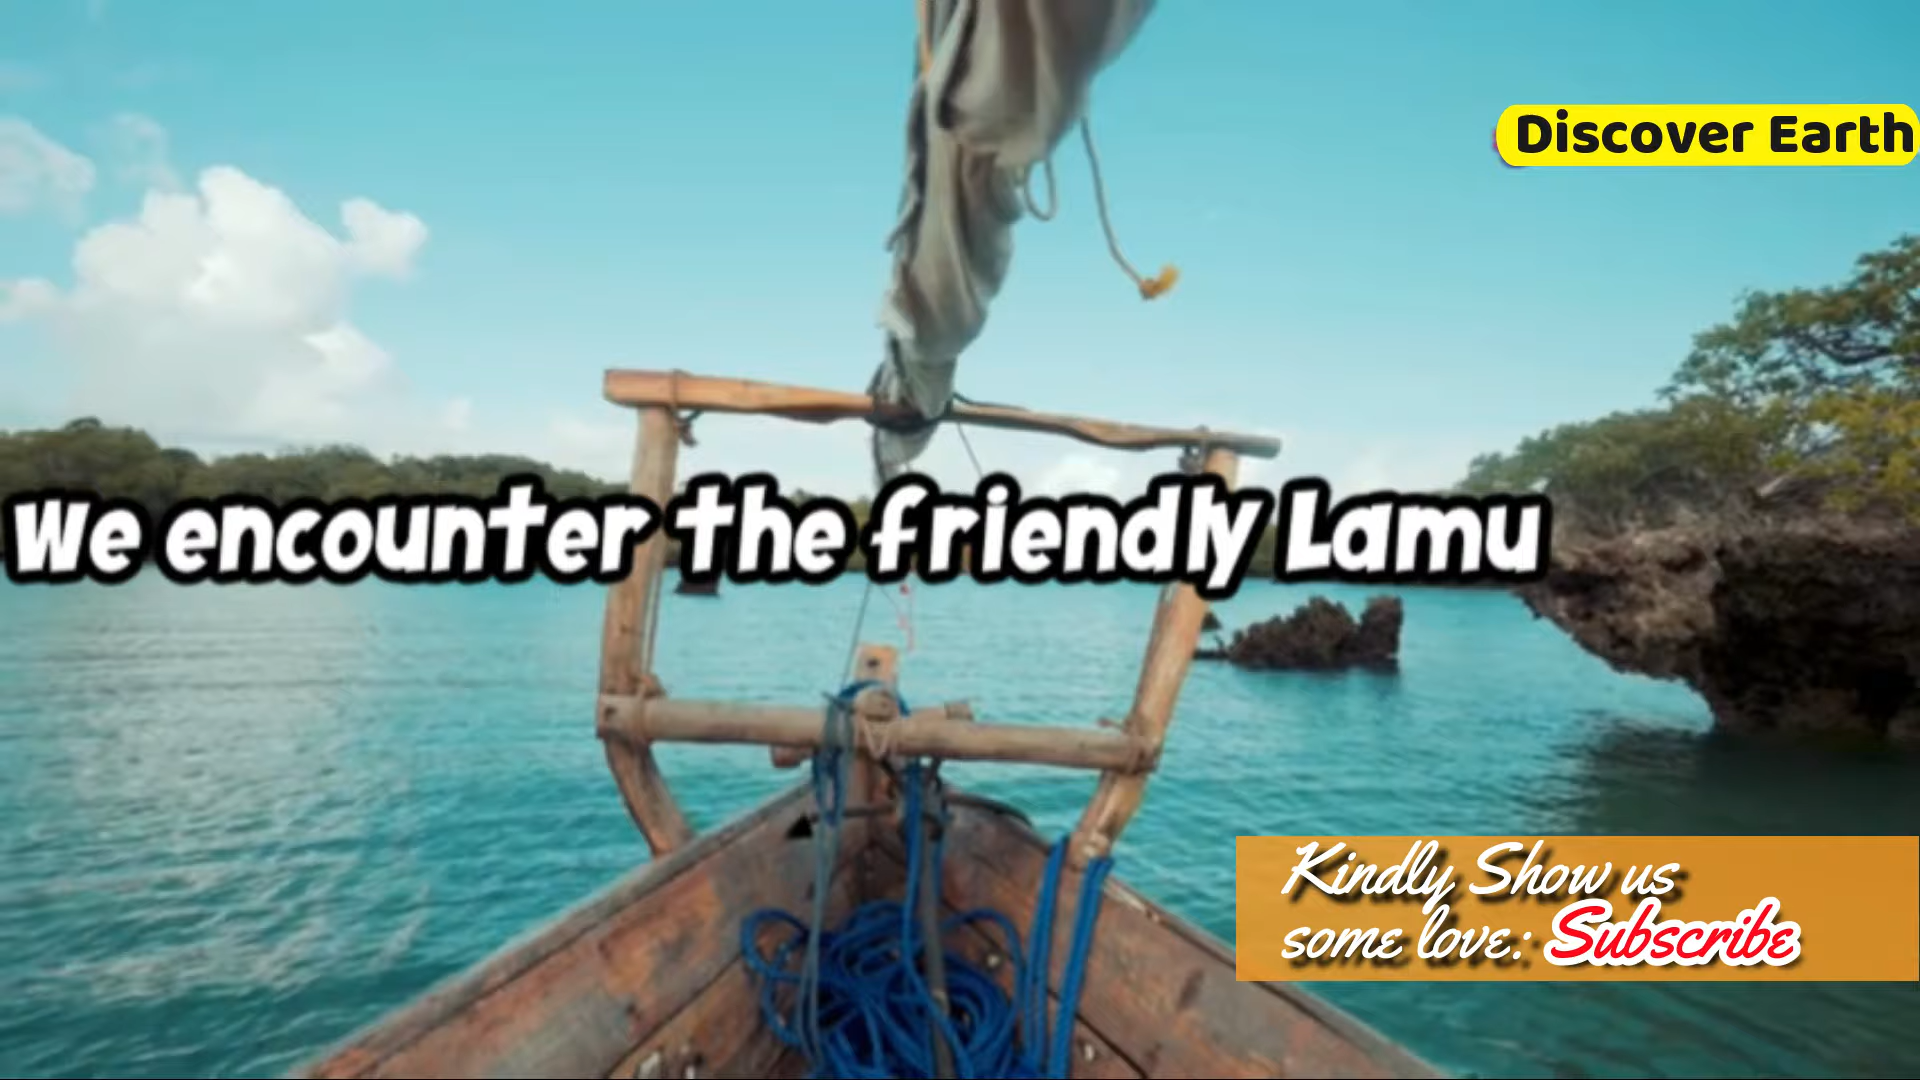 Discover Earth
We encounter the friendly Lamu
Kindly Show us
some love: Subscribe